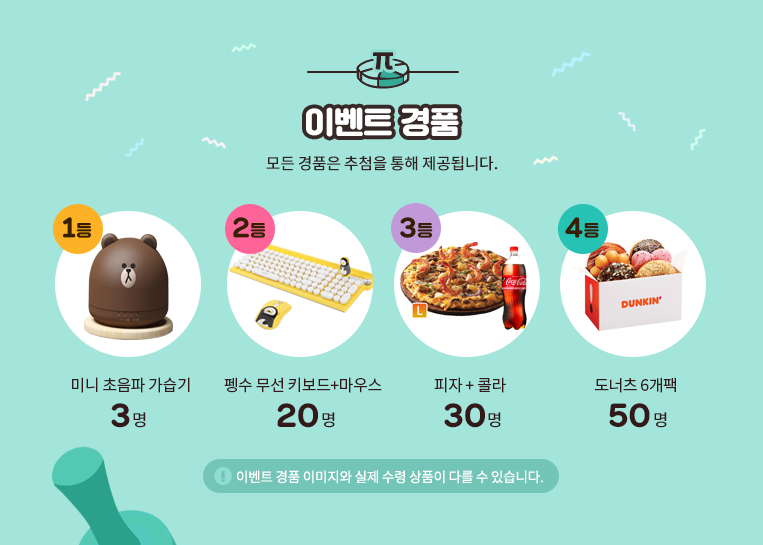 π
이벤트 경품
모든 경품은 추첨을 통해 제공됩니다.
1등
2등
3등
4등
Coca-Cola
L
DUNKIN'
미니 초음파 가습기
3명
펭수 무선 키보드+마우스
20명
피자 + 콜라
30명
도너츠 6개팩
50명
! 이벤트 경품 이미지와 실제 수령 상품이 다를 수 있습니다.